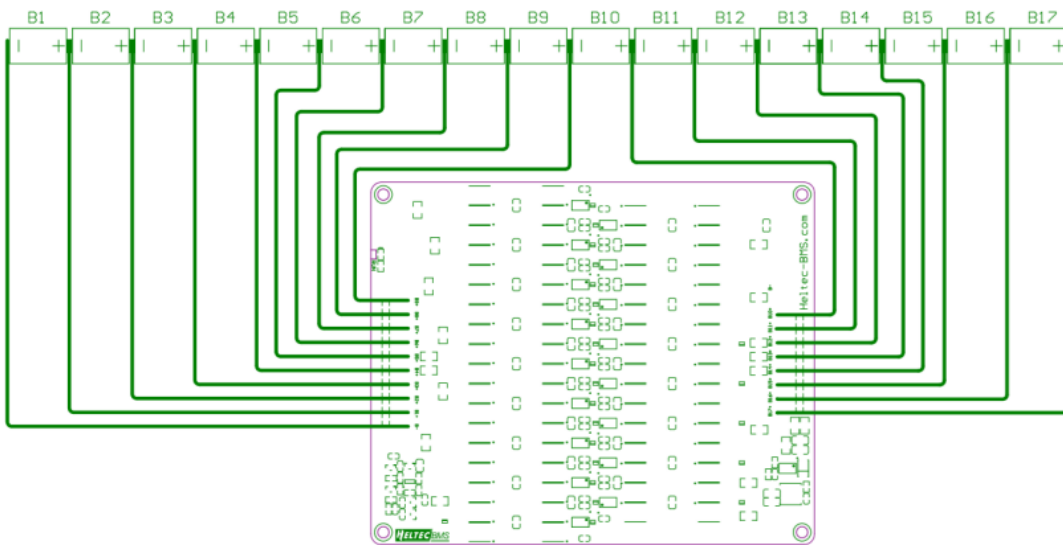 B1 B2 B3 B4 B5 B6 B7 B8 B9 B10 B11 B12 B13 B14 B15 B16 B17
- + - + - + - + - + - + - + - + - + - + - + - + - + - + - + - + -
Heltec-BMS.com
HELTEC BMS